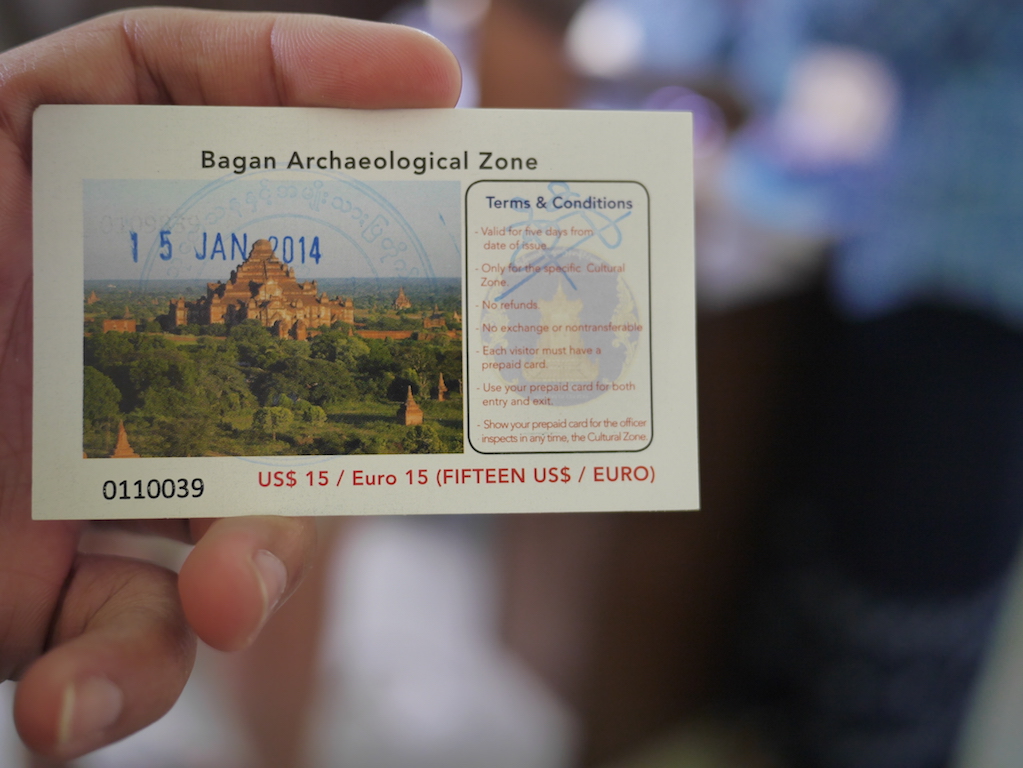 Bagan Archaeological Zone
15 JAN 2014
Terms & Conditions
- Valid for five days from
date of issue
- Only for the specific Cultural
Zone.
- No refunds.
- No exchange or nontransferable
- Each visitor must have a
prepaid card.
- Use your prepaid card for both
entry and exit.
- Show your prepaid card for the officer
inspects in any time, the Cultural Zone.
0110039
US$ 15 / Euro 15 (FIFTEEN US$ / EURO)